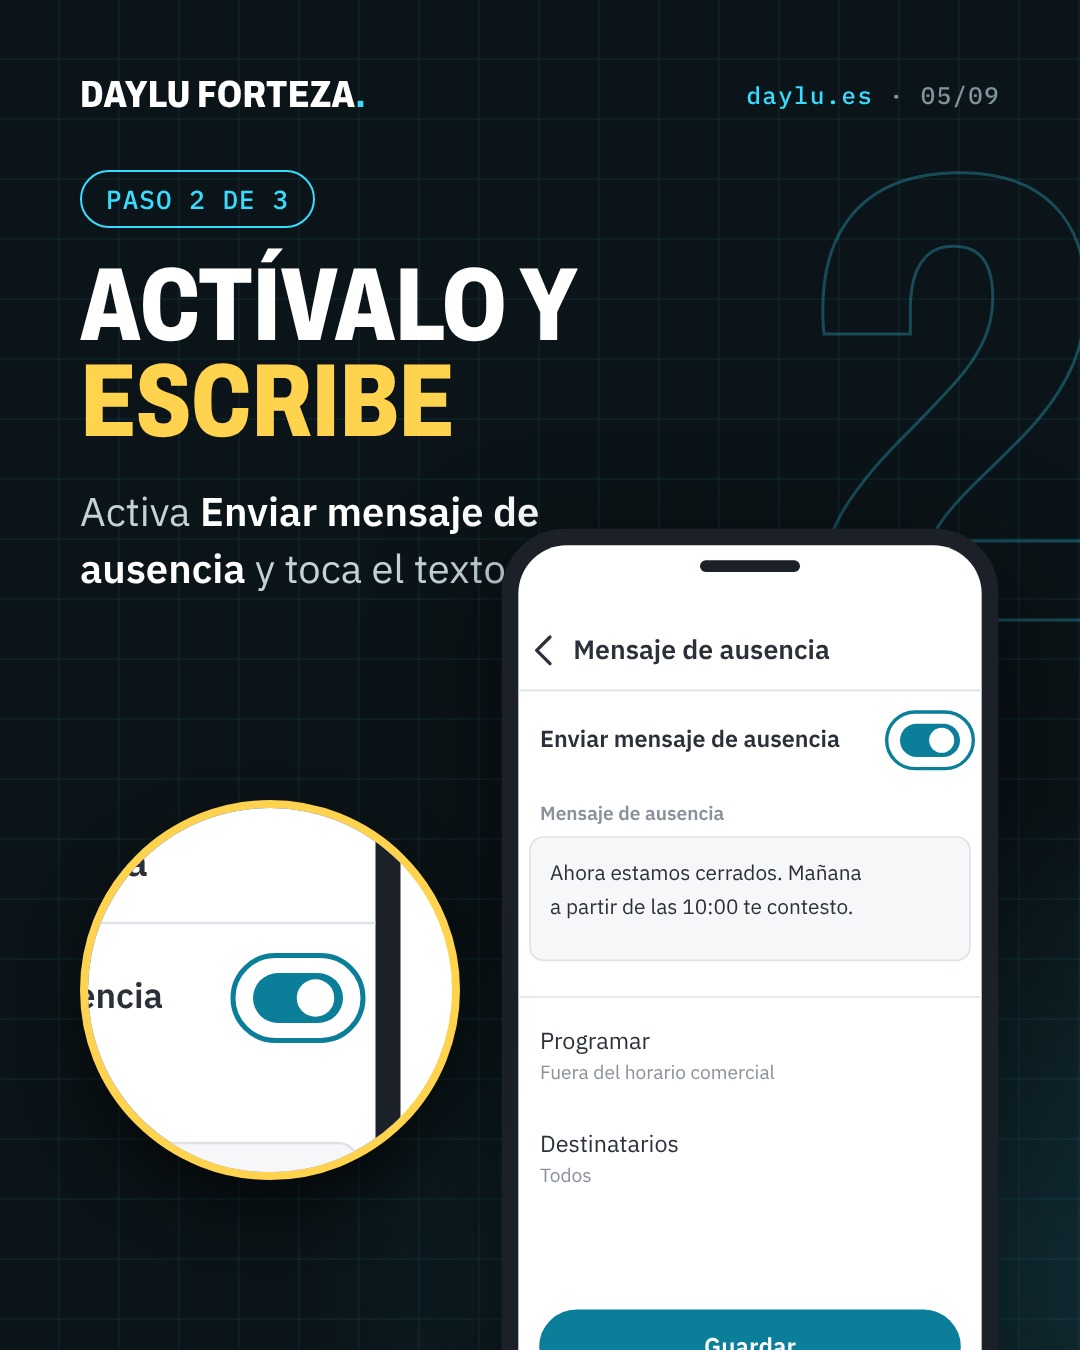 DAYLU FORTEZA.
daylu.es · 05/09
PASO 2 DE 3
ACTÍVALO Y
ESCRIBE
Activa Enviar mensaje de
ausencia y toca el texto
2
Mensaje de ausencia
Enviar mensaje de ausencia
Mensaje de ausencia
Ahora estamos cerrados. Mañana
a partir de las 10:00 te contesto.
Programar
Fuera del horario comercial
Destinatarios
Todos
Guardar
a
encia